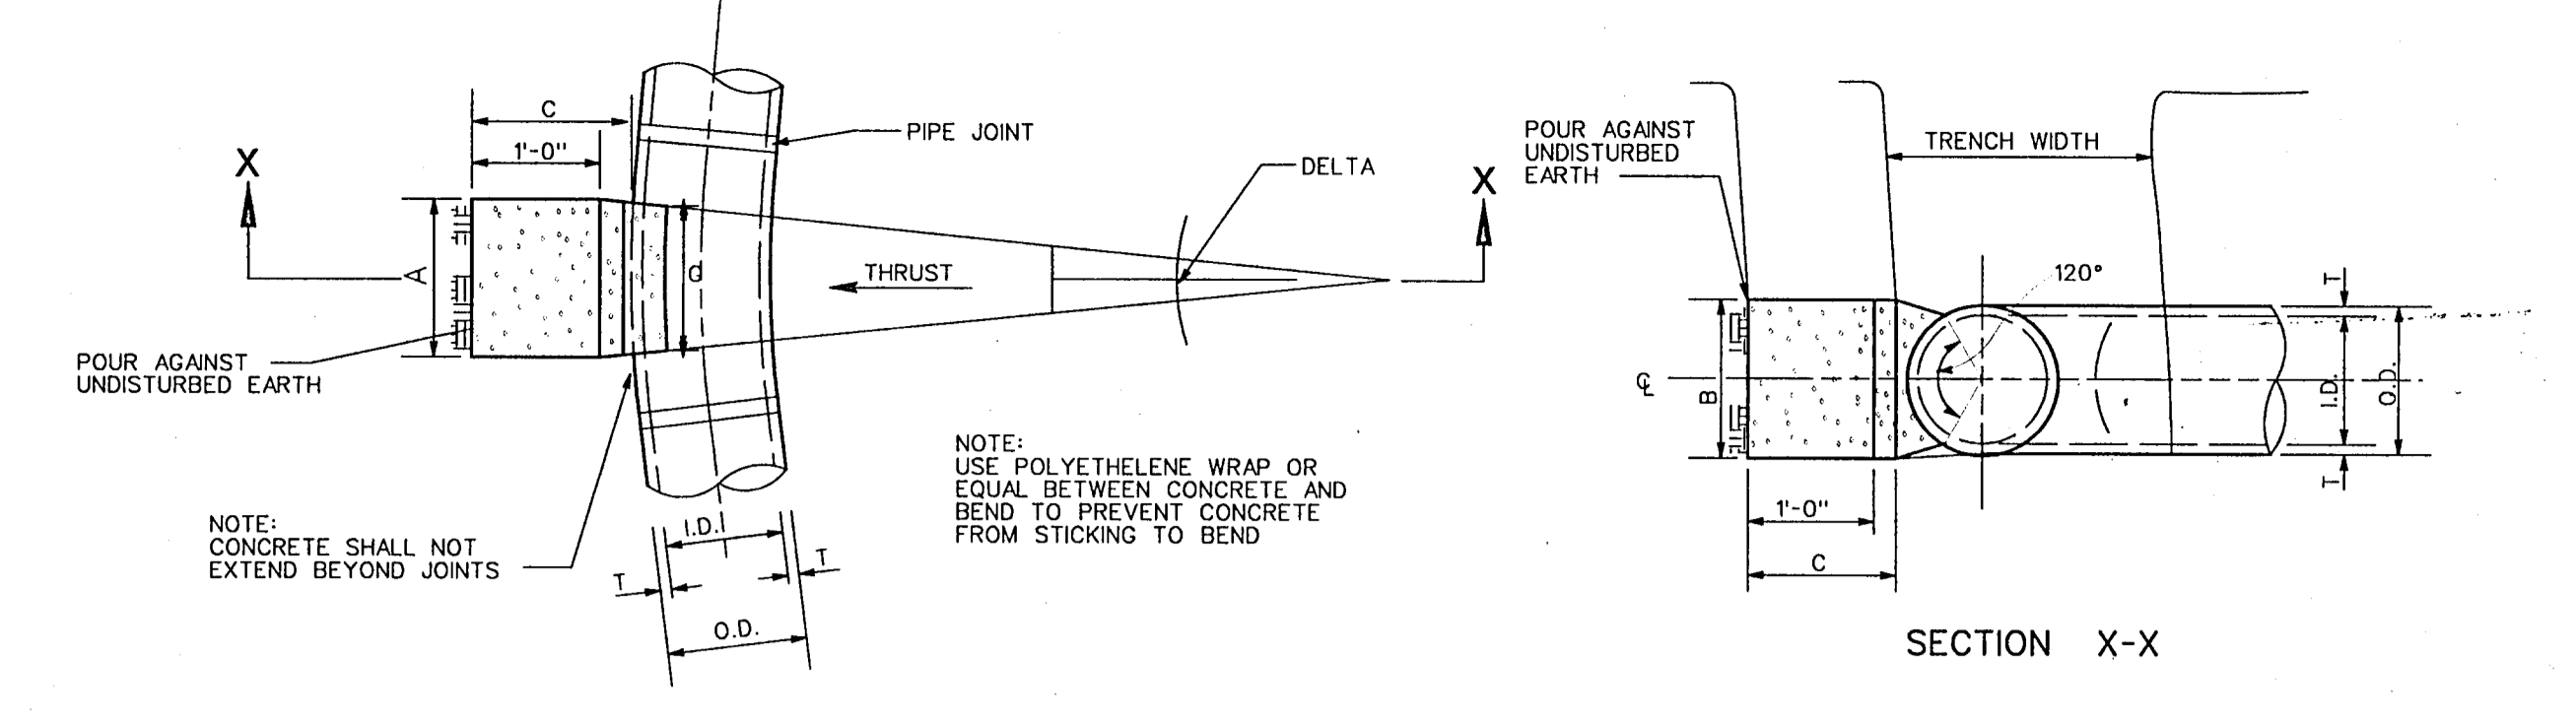 C
1'-0"
X
A
PIPE JOINT
DELTA
X
G
THRUST
POUR AGAINST
UNDISTURBED EARTH
NOTE:
CONCRETE SHALL NOT
EXTEND BEYOND JOINTS
NOTE:
USE POLYETHELENE WRAP OR
EQUAL BETWEEN CONCRETE AND
BEND TO PREVENT CONCRETE
FROM STICKING TO BEND
I.D.
T
T
O.D.
POUR AGAINST
UNDISTURBED
EARTH
TRENCH WIDTH
120°
T
℄
B
I.D.
O.D.
T
1'-0"
C
SECTION X-X